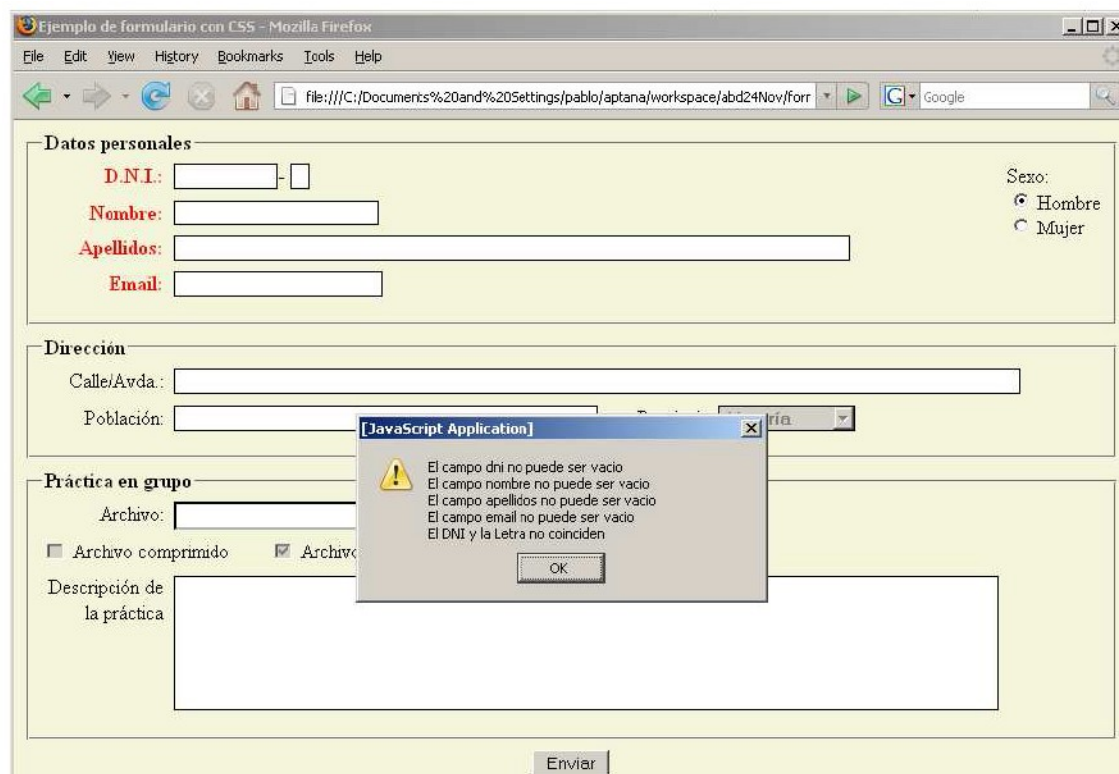 Ejemplo de formulario con CSS - Mozilla Firefox
File Edit View History Bookmarks Tools Help
file:///C:/Documents%20and%20Settings/pablo/aptana/workspace/abd24Nov/forr
G Google
Datos personales
D.N.I.: -
Sexo:
Hombre
Mujer
Nombre:
Apellidos:
Email:
Dirección
Calle/Avda.:
Población:
ría
[JavaScript Application]
El campo dni no puede ser vacio
El campo nombre no puede ser vacio
El campo apellidos no puede ser vacio
El campo email no puede ser vacio
El DNI y la Letra no coinciden
OK
Práctica en grupo
Archivo:
Archivo comprimido Archivo
Descripción de
la práctica
Enviar